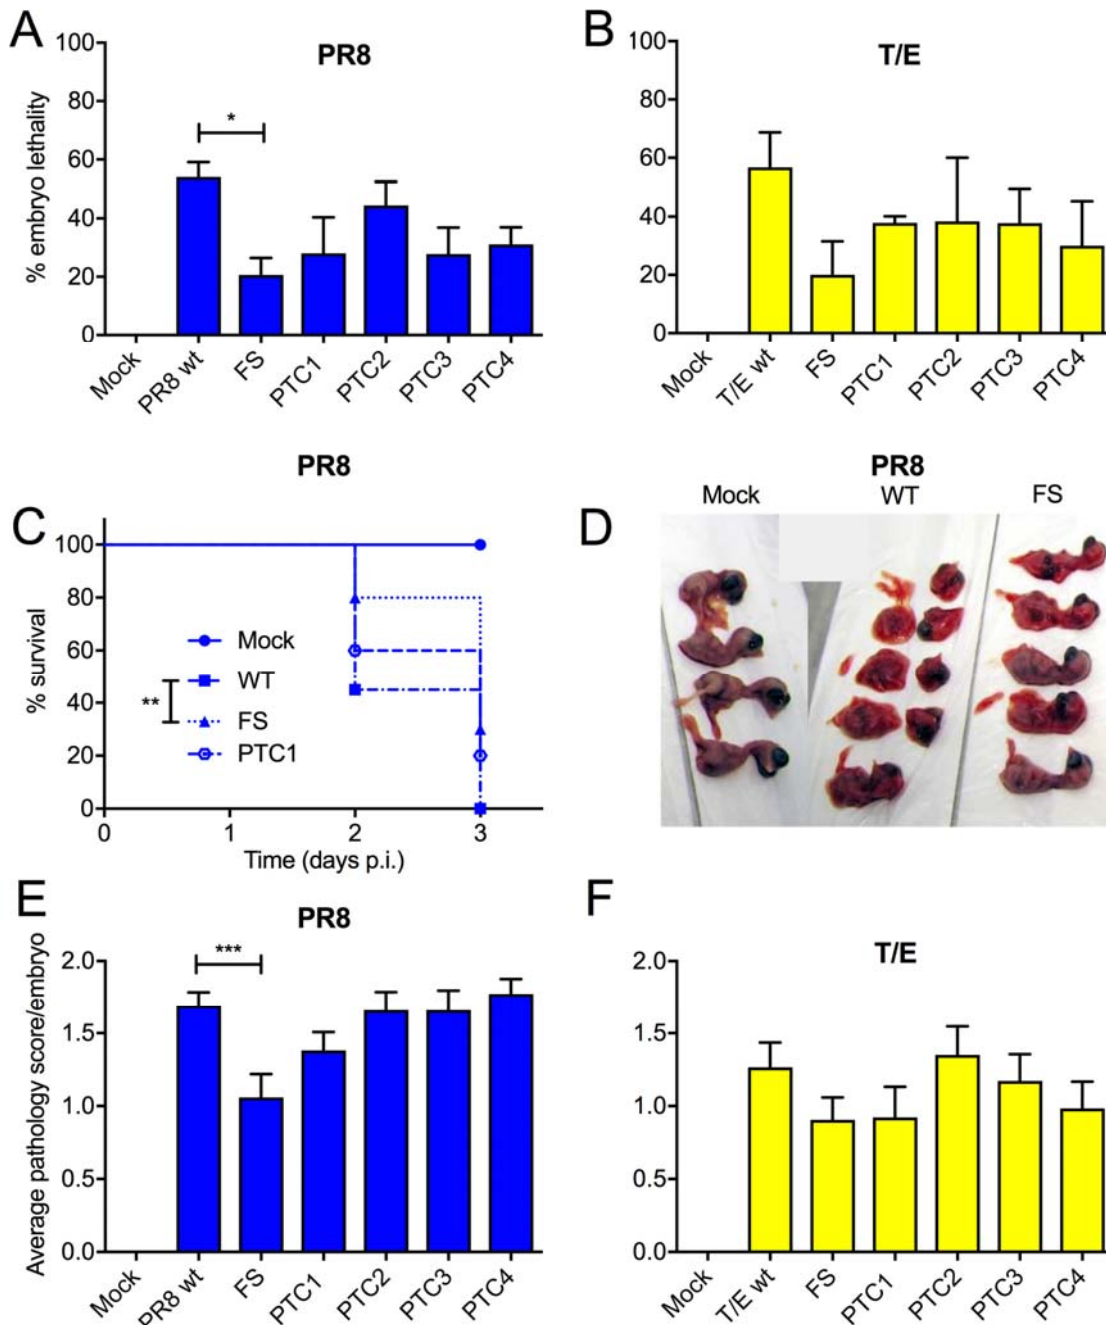 A
PR8
% embryo lethality
100
80
60
40
20
0
*
Mock
PR8 wt
FS
PTC1
PTC2
PTC3
PTC4
B
T/E
100
80
60
40
20
0
Mock
T/E wt
FS
PTC1
PTC2
PTC3
PTC4
C
PR8
% survival
100
80
60
40
20
0
Mock
WT
FS
PTC1
**
0 1 2 3
Time (days p.i.)
D
PR8
Mock WT FS
E
PR8
Average pathology score/embryo
2.0
1.5
1.0
0.5
0.0
***
Mock
PR8 wt
FS
PTC1
PTC2
PTC3
PTC4
F
T/E
2.0
1.5
1.0
0.5
0.0
Mock
T/E wt
FS
PTC1
PTC2
PTC3
PTC4